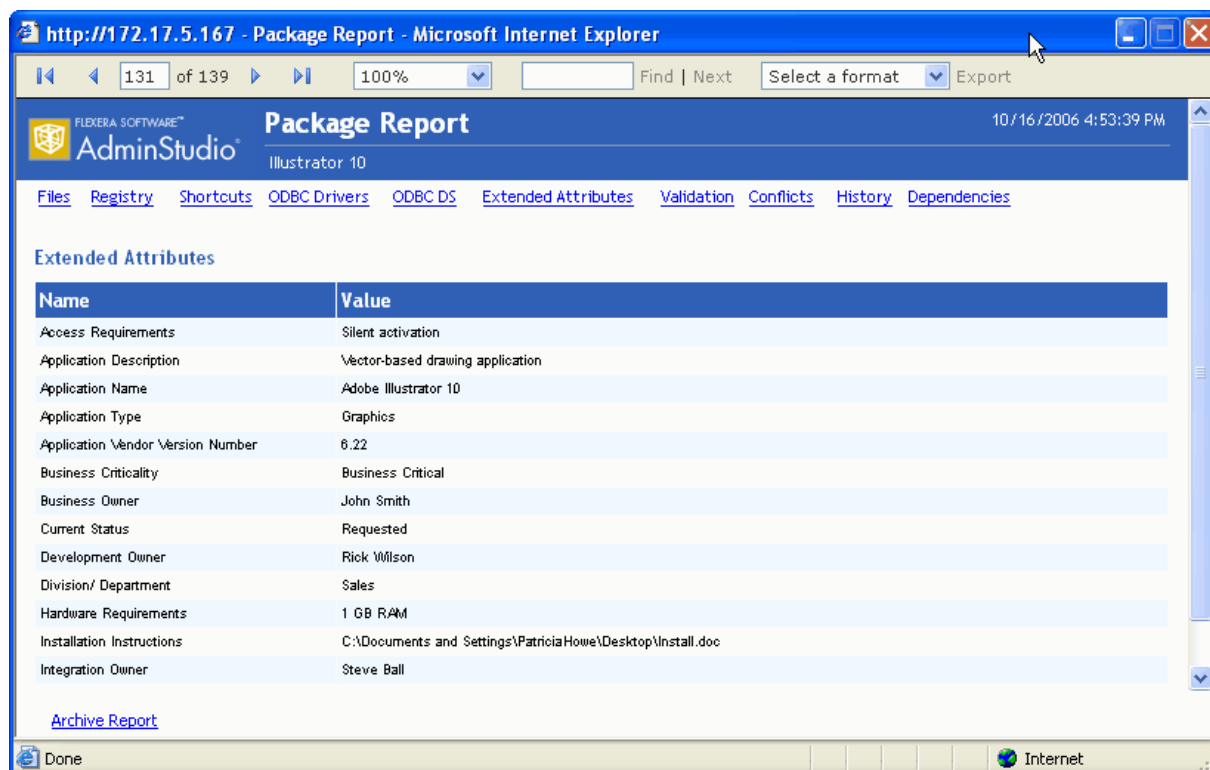 http://172.17.5.167 - Package Report - Microsoft Internet Explorer
131 of 139 100% Find | Next Select a format Export
FLEXERA SOFTWARE™
AdminStudio®
Package Report
10/16/2006 4:53:39 PM
Illustrator 10
Files Registry Shortcuts ODBC Drivers ODBC DS Extended Attributes Validation Conflicts History Dependencies
Extended Attributes
Name Value
Access Requirements Silent activation
Application Description Vector-based drawing application
Application Name Adobe Illustrator 10
Application Type Graphics
Application Vendor Version Number 6.22
Business Criticality Business Critical
Business Owner John Smith
Current Status Requested
Development Owner Rick Wilson
Division/ Department Sales
Hardware Requirements 1 GB RAM
Installation Instructions C:\Documents and Settings\PatriciaHowe\Desktop\Install.doc
Integration Owner Steve Ball
Archive Report
Done Internet